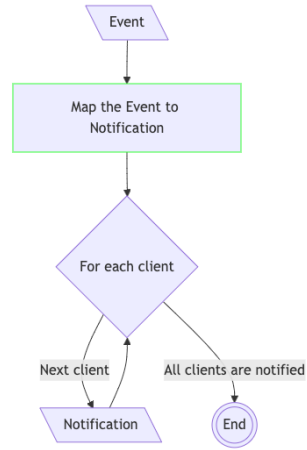 Event
Map the Event to
Notification
For each client
Next client
All clients are notified
Notification
End